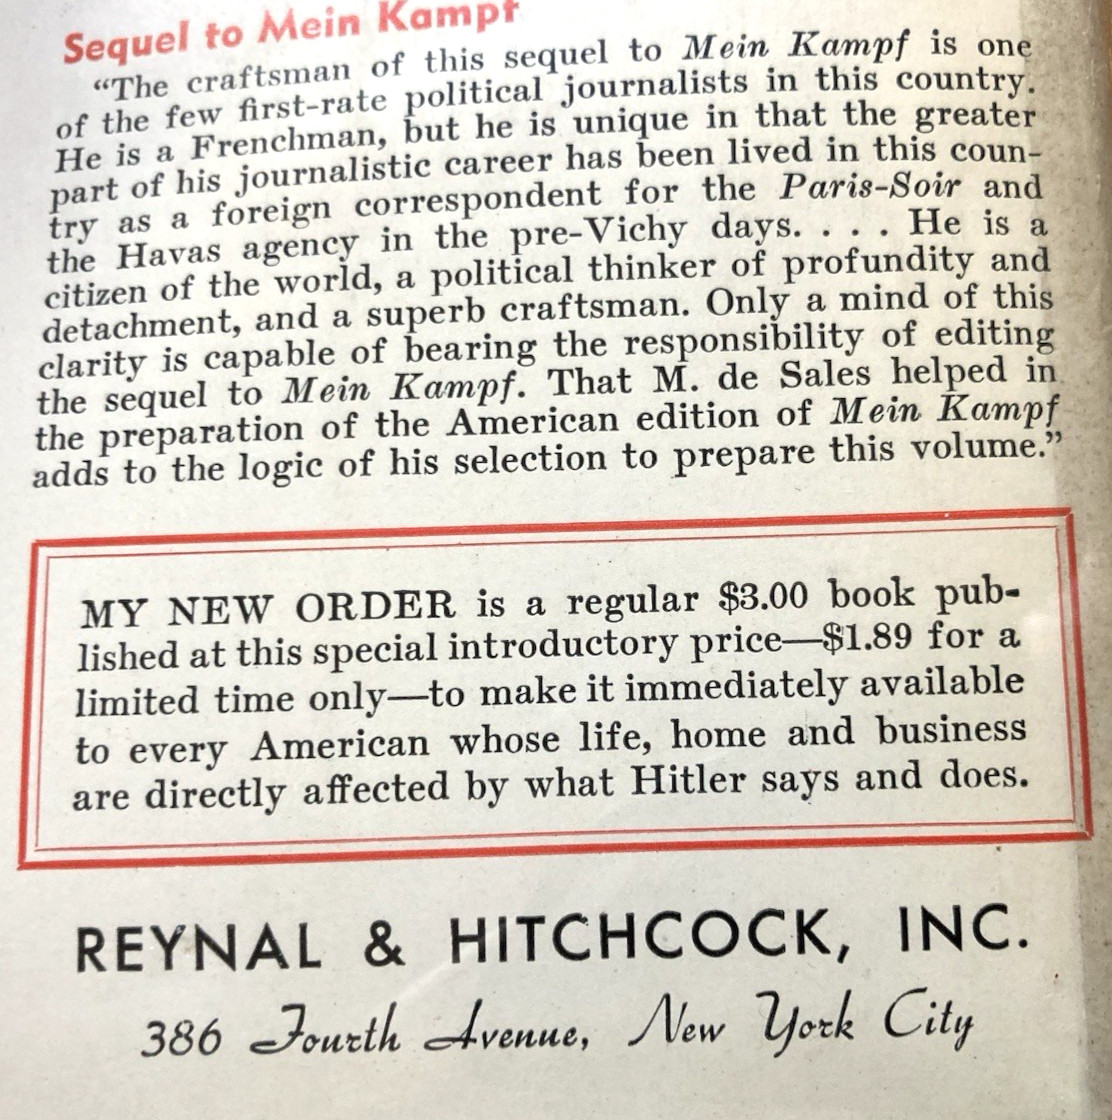 Sequel to Mein Kampf
“The craftsman of this sequel to Mein Kampf is one
of the few first-rate political journalists in this country.
He is a Frenchman, but he is unique in that the greater
part of his journalistic career has been lived in this coun-
try as a foreign correspondent for the Paris-Soir and
the Havas agency in the pre-Vichy days. . . . He is a
citizen of the world, a political thinker of profundity and
detachment, and a superb craftsman. Only a mind of this
clarity is capable of bearing the responsibility of editing
the sequel to Mein Kampf. That M. de Sales helped in
the preparation of the American edition of Mein Kampf
adds to the logic of his selection to prepare this volume.”
MY NEW ORDER is a regular $3.00 book pub-
lished at this special introductory price—$1.89 for a
limited time only—to make it immediately available
to every American whose life, home and business
are directly affected by what Hitler says and does.
REYNAL & HITCHCOCK, INC.
386 Fourth Avenue, New York City